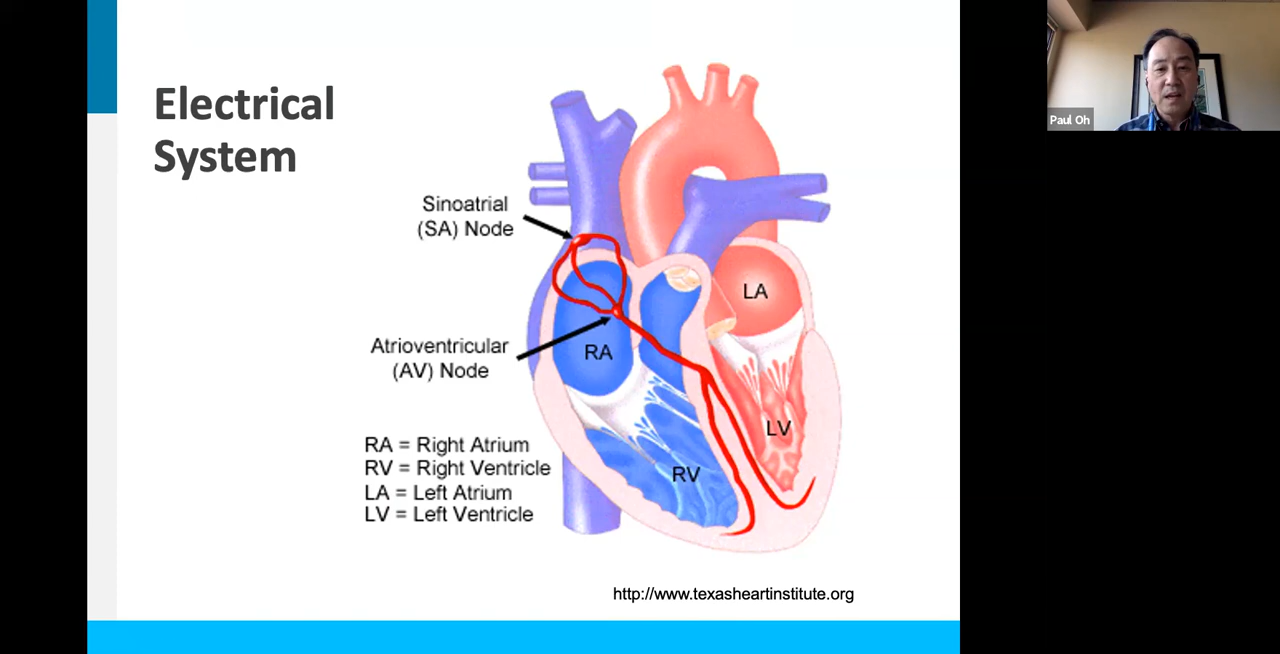 Electrical
System
Sinoatrial
(SA) Node
LA
Atrioventricular
(AV) Node
RA
LV
RA = Right Atrium
RV = Right Ventricle
LA = Left Atrium
LV = Left Ventricle
RV
http://www.texasheartinstitute.org
Paul Oh